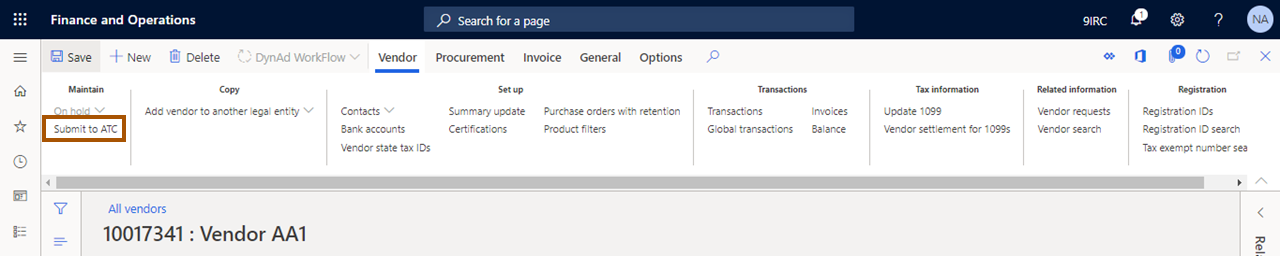 Finance and Operations
Search for a page
9IRC
1
?
NA
Save
New
Delete
DynAd WorkFlow
Vendor
Procurement
Invoice
General
Options
0
Maintain
On hold
Submit to ATC
Copy
Add vendor to another legal entity
Set up
Contacts
Bank accounts
Vendor state tax IDs
Summary update
Certifications
Purchase orders with retention
Product filters
Transactions
Transactions
Global transactions
Invoices
Balance
Tax information
Update 1099
Vendor settlement for 1099s
Related information
Vendor requests
Vendor search
Registration
Registration IDs
Registration ID search
Tax exempt number sea
All vendors
10017341 : Vendor AA1
Rela